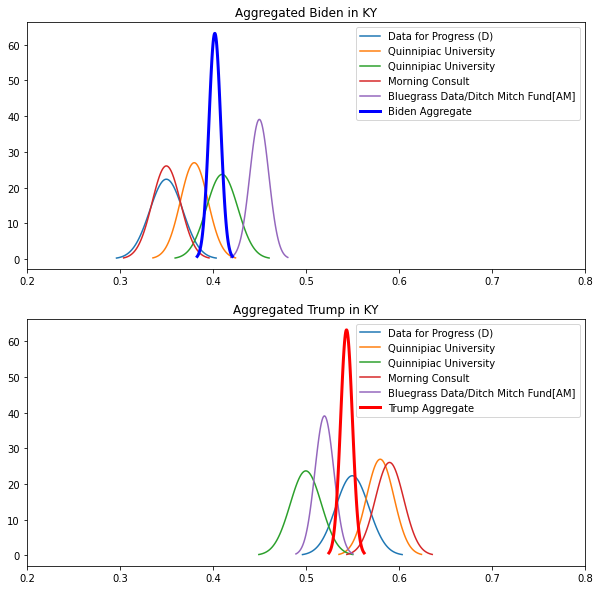 Aggregated Biden in KY
60
50
40
30
20
10
0
0.2 0.3 0.4 0.5 0.6 0.7 0.8
Data for Progress (D)
Quinnipiac University
Quinnipiac University
Morning Consult
Bluegrass Data/Ditch Mitch Fund[AM]
Biden Aggregate
Aggregated Trump in KY
60
50
40
30
20
10
0
0.2 0.3 0.4 0.5 0.6 0.7 0.8
Data for Progress (D)
Quinnipiac University
Quinnipiac University
Morning Consult
Bluegrass Data/Ditch Mitch Fund[AM]
Trump Aggregate